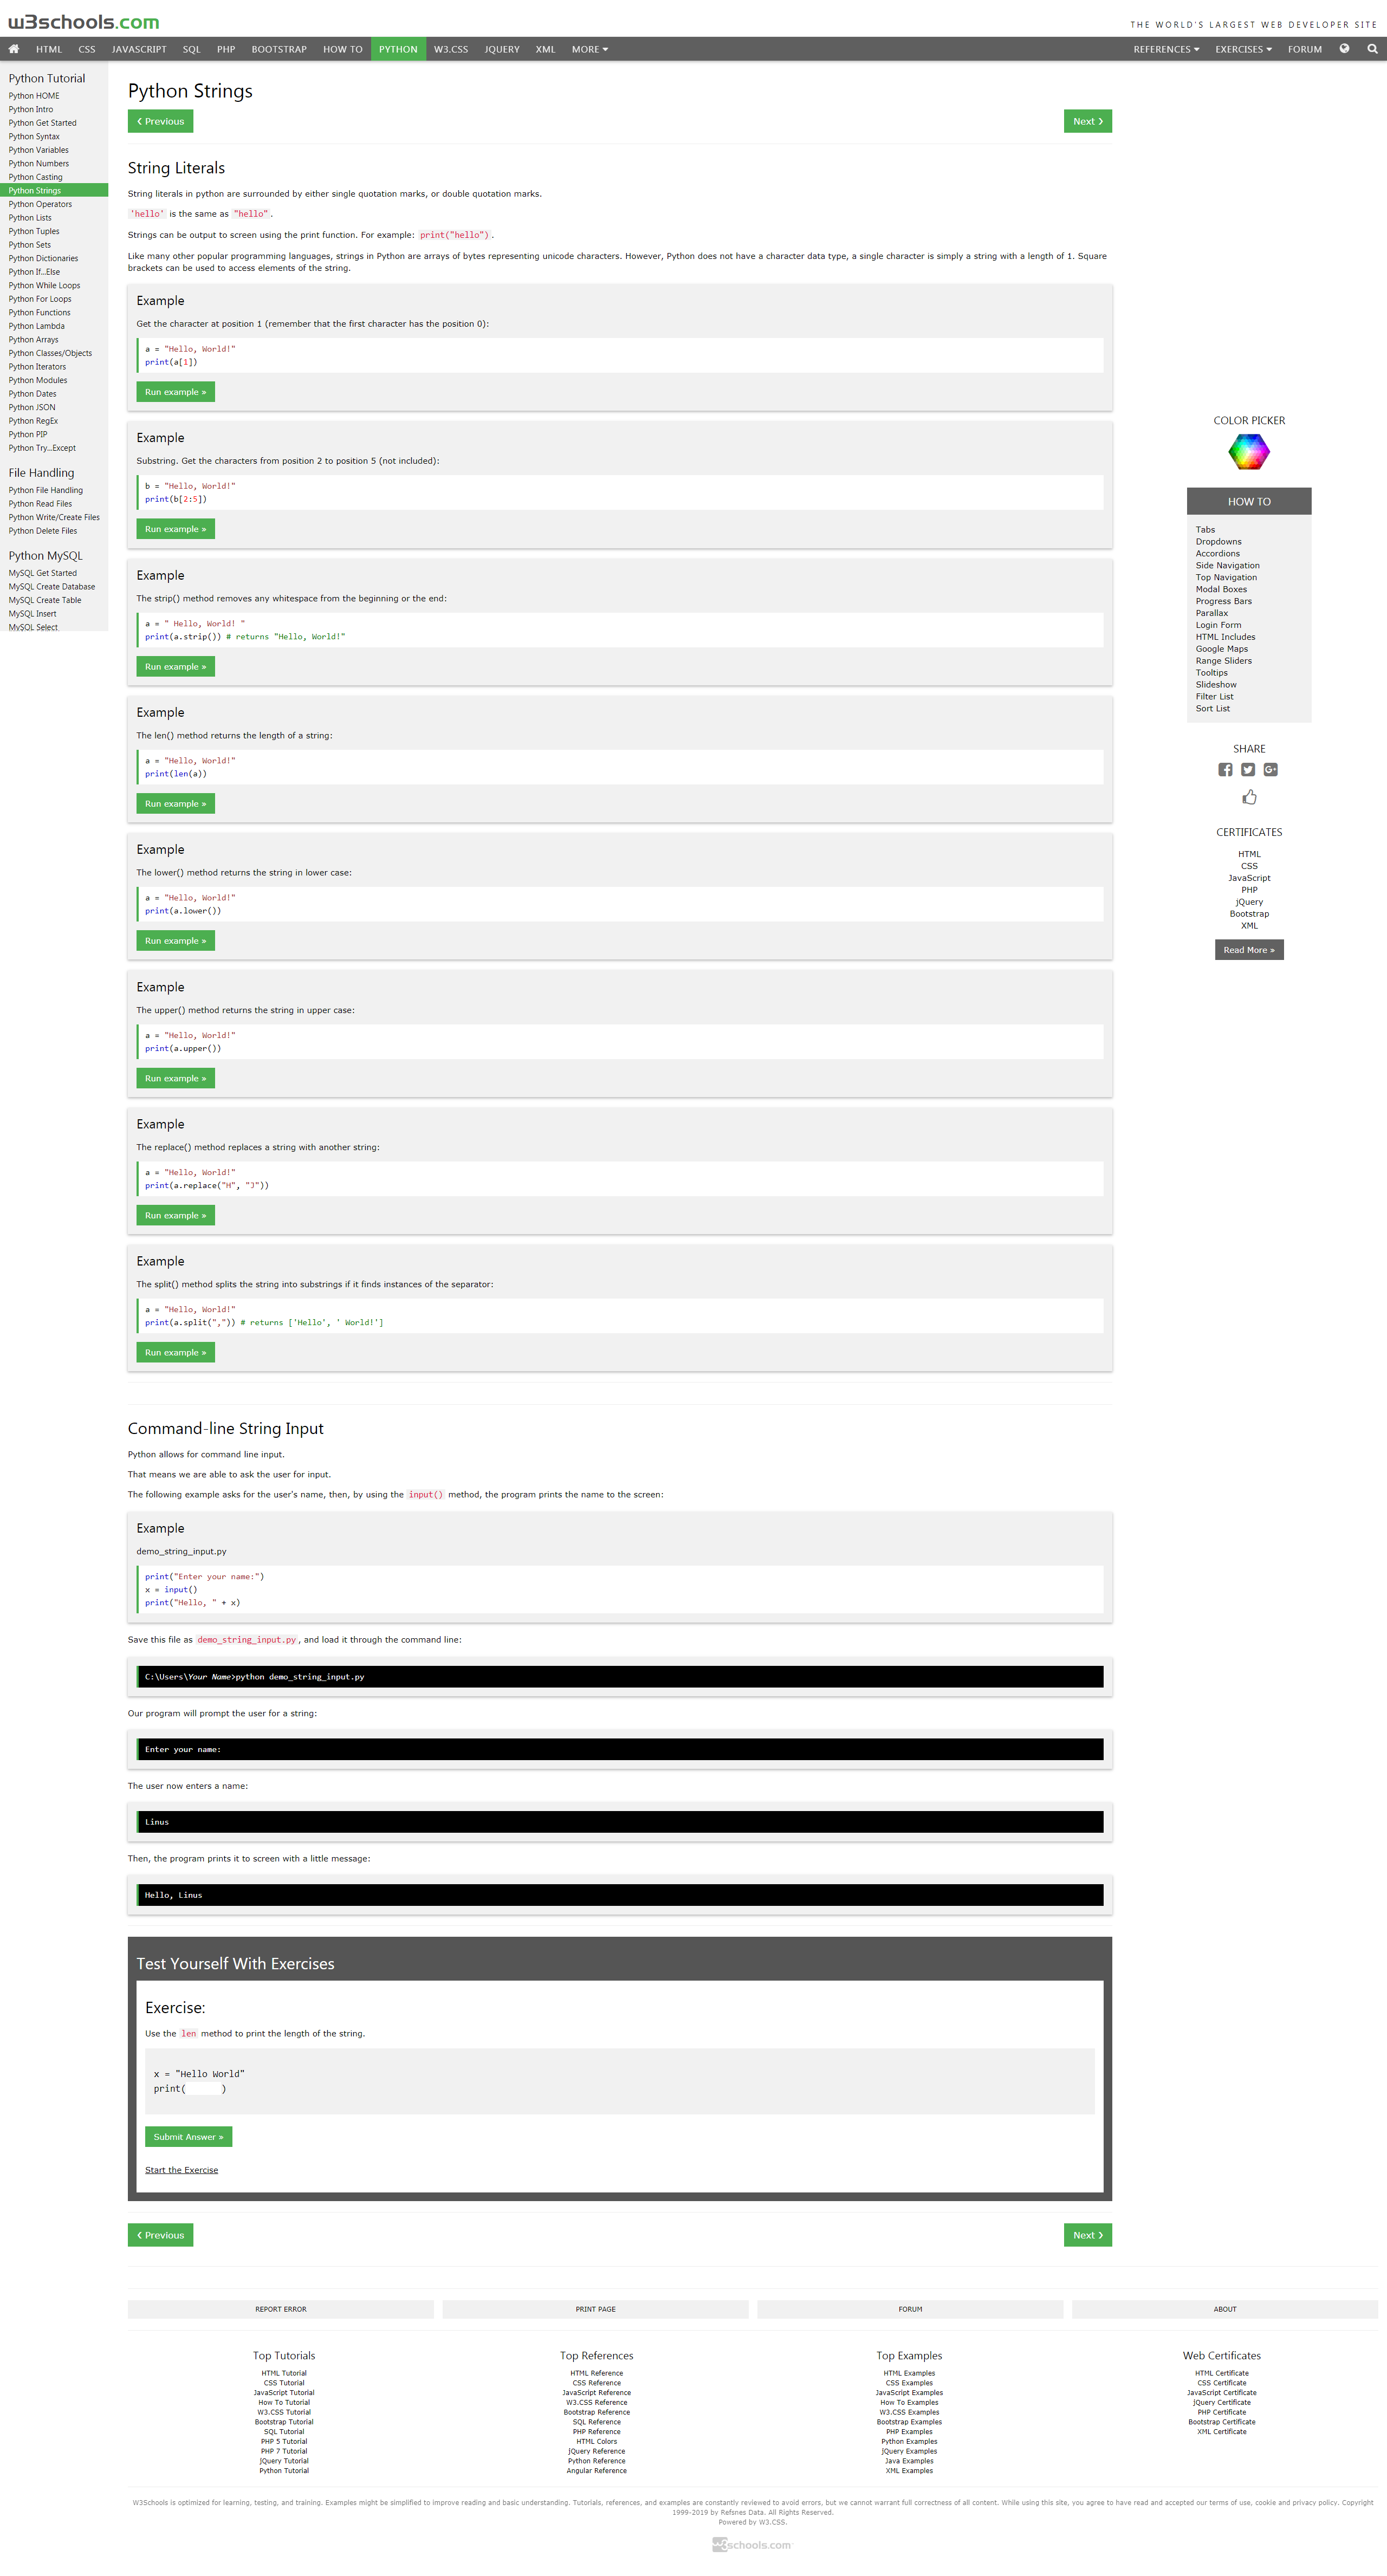 w3schools.com
THE WORLD'S LARGEST WEB DEVELOPER SITE
HTML CSS JAVASCRIPT SQL PHP BOOTSTRAP HOW TO PYTHON W3.CSS JQUERY XML MORE REFERENCES EXERCISES FORUM
Python Tutorial
Python HOME
Python Intro
Python Get Started
Python Syntax
Python Variables
Python Numbers
Python Casting
Python Strings
Python Operators
Python Lists
Python Tuples
Python Sets
Python Dictionaries
Python If...Else
Python While Loops
Python For Loops
Python Functions
Python Lambda
Python Arrays
Python Classes/Objects
Python Iterators
Python Modules
Python Dates
Python JSON
Python RegEx
Python PIP
Python Try...Except
File Handling
Python File Handling
Python Read Files
Python Write/Create Files
Python Delete Files
Python MySQL
MySQL Get Started
MySQL Create Database
MySQL Create Table
MySQL Insert
MySQL Select
Python Strings
❮ Previous
Next ❯
String Literals
String literals in python are surrounded by either single quotation marks, or double quotation marks.
'hello' is the same as "hello".
Strings can be output to screen using the print function. For example: print("hello").
Like many other popular programming languages, strings in Python are arrays of bytes representing unicode characters. However, Python does not have a character data type, a single character is simply a string with a length of 1. Square
brackets can be used to access elements of the string.
Example
Get the character at position 1 (remember that the first character has the position 0):
a = "Hello, World!"
print(a[1])
Run example »
Example
Substring. Get the characters from position 2 to position 5 (not included):
b = "Hello, World!"
print(b[2:5])
Run example »
Example
The strip() method removes any whitespace from the beginning or the end:
a = " Hello, World! "
print(a.strip()) # returns "Hello, World!"
Run example »
Example
The len() method returns the length of a string:
a = "Hello, World!"
print(len(a))
Run example »
Example
The lower() method returns the string in lower case:
a = "Hello, World!"
print(a.lower())
Run example »
Example
The upper() method returns the string in upper case:
a = "Hello, World!"
print(a.upper())
Run example »
Example
The replace() method replaces a string with another string:
a = "Hello, World!"
print(a.replace("H", "J"))
Run example »
Example
The split() method splits the string into substrings if it finds instances of the separator:
a = "Hello, World!"
print(a.split(",")) # returns ['Hello', ' World!']
Run example »
Command-line String Input
Python allows for command line input.
That means we are able to ask the user for input.
The following example asks for the user's name, then, by using the input() method, the program prints the name to the screen:
Example
demo_string_input.py
print("Enter your name:")
x = input()
print("Hello, " + x)
Save this file as demo_string_input.py, and load it through the command line:
C:\Users\Your Name>python demo_string_input.py
Our program will prompt the user for a string:
Enter your name:
The user now enters a name:
Linus
Then, the program prints it to screen with a little message:
Hello, Linus
Test Yourself With Exercises
Exercise:
Use the len method to print the length of the string.
x = "Hello World"
print( )
Submit Answer »
Start the Exercise
❮ Previous
Next ❯
COLOR PICKER
HOW TO
Tabs
Dropdowns
Accordions
Side Navigation
Top Navigation
Modal Boxes
Progress Bars
Parallax
Login Form
HTML Includes
Google Maps
Range Sliders
Tooltips
Slideshow
Filter List
Sort List
SHARE
CERTIFICATES
HTML
CSS
JavaScript
PHP
jQuery
Bootstrap
XML
Read More »
REPORT ERROR
PRINT PAGE
FORUM
ABOUT
Top Tutorials
HTML Tutorial
CSS Tutorial
JavaScript Tutorial
How To Tutorial
W3.CSS Tutorial
Bootstrap Tutorial
SQL Tutorial
PHP 5 Tutorial
PHP 7 Tutorial
jQuery Tutorial
Python Tutorial
Top References
HTML Reference
CSS Reference
JavaScript Reference
W3.CSS Reference
Bootstrap Reference
SQL Reference
PHP Reference
HTML Colors
jQuery Reference
Python Reference
Angular Reference
Top Examples
HTML Examples
CSS Examples
JavaScript Examples
How To Examples
W3.CSS Examples
Bootstrap Examples
PHP Examples
Python Examples
jQuery Examples
Java Examples
XML Examples
Web Certificates
HTML Certificate
CSS Certificate
JavaScript Certificate
jQuery Certificate
PHP Certificate
Bootstrap Certificate
XML Certificate
W3Schools is optimized for learning, testing, and training. Examples might be simplified to improve reading and basic understanding. Tutorials, references, and examples are constantly reviewed to avoid errors, but we cannot warrant full correctness of all content. While using this site, you agree to have read and accepted our terms of use, cookie and privacy policy. Copyright
1999-2019 by Refsnes Data. All Rights Reserved.
Powered by W3.CSS.
w3schools.com